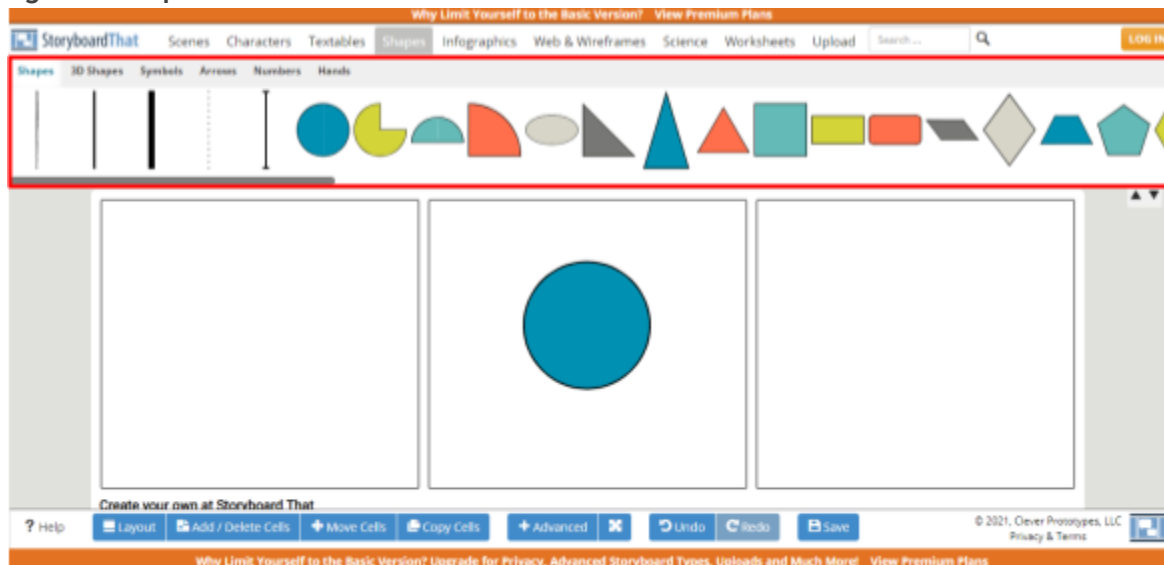 Why Limit Yourself to the Basic Version? View Premium Plans
StoryboardThat Scenes Characters Textables Shapes Infographics Web & Wireframes Science Worksheets Upload Search ... LOG IN
Shapes 3D Shapes Symbols Arrows Numbers Hands
Create your own at Storyboard That
? Help Layout Add / Delete Cells Move Cells Copy Cells Advanced Undo Redo Save © 2021, Clever Prototypes, LLC
Privacy & Terms
Why Limit Yourself to the Basic Version? Upgrade for Privacy, Advanced Storyboard Types, Uploads and Much More! View Premium Plans